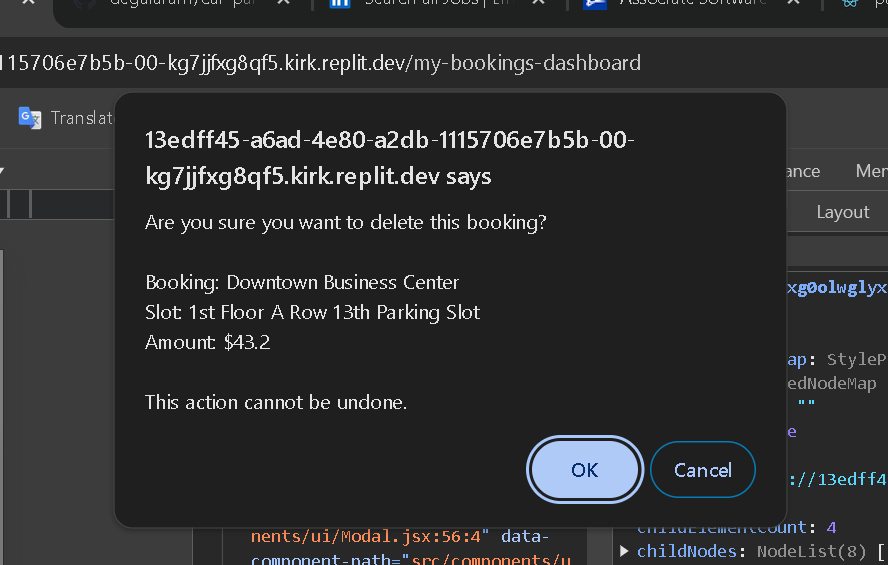 1115706e7b5b-00-kg7jjfxg8qf5.kirk.replit.dev/my-bookings-dashboard
Translat
13edff45-a6ad-4e80-a2db-1115706e7b5b-00-
kg7jjfxg8qf5.kirk.replit.dev says
ance Mem
Are you sure you want to delete this booking?
Layout
Booking: Downtown Business Center
xg0olwglyx
Slot: 1st Floor A Row 13th Parking Slot
Amount: $43.2
ap: StyleP
edNodeMap
This action cannot be undone.
""
e
OK
Cancel
://13edff4
childElementCount: 4
nents/ui/Modal.jsx:56:4" data-
childNodes: NodeList(8) [
component-path="src/components/u